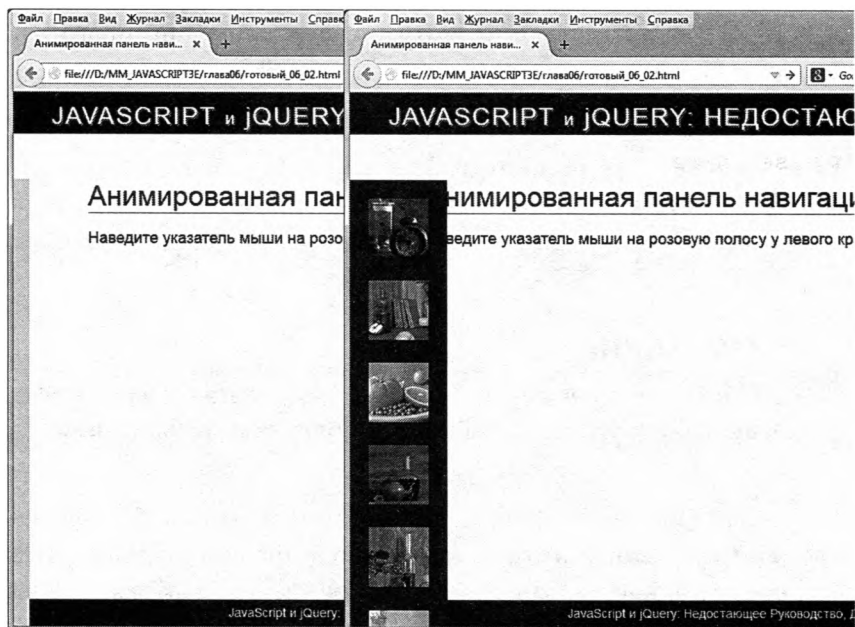 Файл Правка Вид Журнал Закладки Инструменты Справк
Анимированная панель нави... × +
file:///D:/MM_JAVASCRIPT3E/глава06/готовый_06_02.html
JAVASCRIPT и jQUERY
Анимированная пан
Наведите указатель мыши на розо
JavaScript и jQuery:
Файл Правка Вид Журнал Закладки Инструменты Справка
Анимированная панель нави... × +
file:///D:/MM_JAVASCRIPT3E/глава06/готовый_06_02.html
JAVASCRIPT и jQUERY: НЕДОСТАЮ
нимированная панель навигаци
ведите указатель мыши на розовую полосу у левого кр
JavaScript и jQuery: Недостающее Руководство, Д